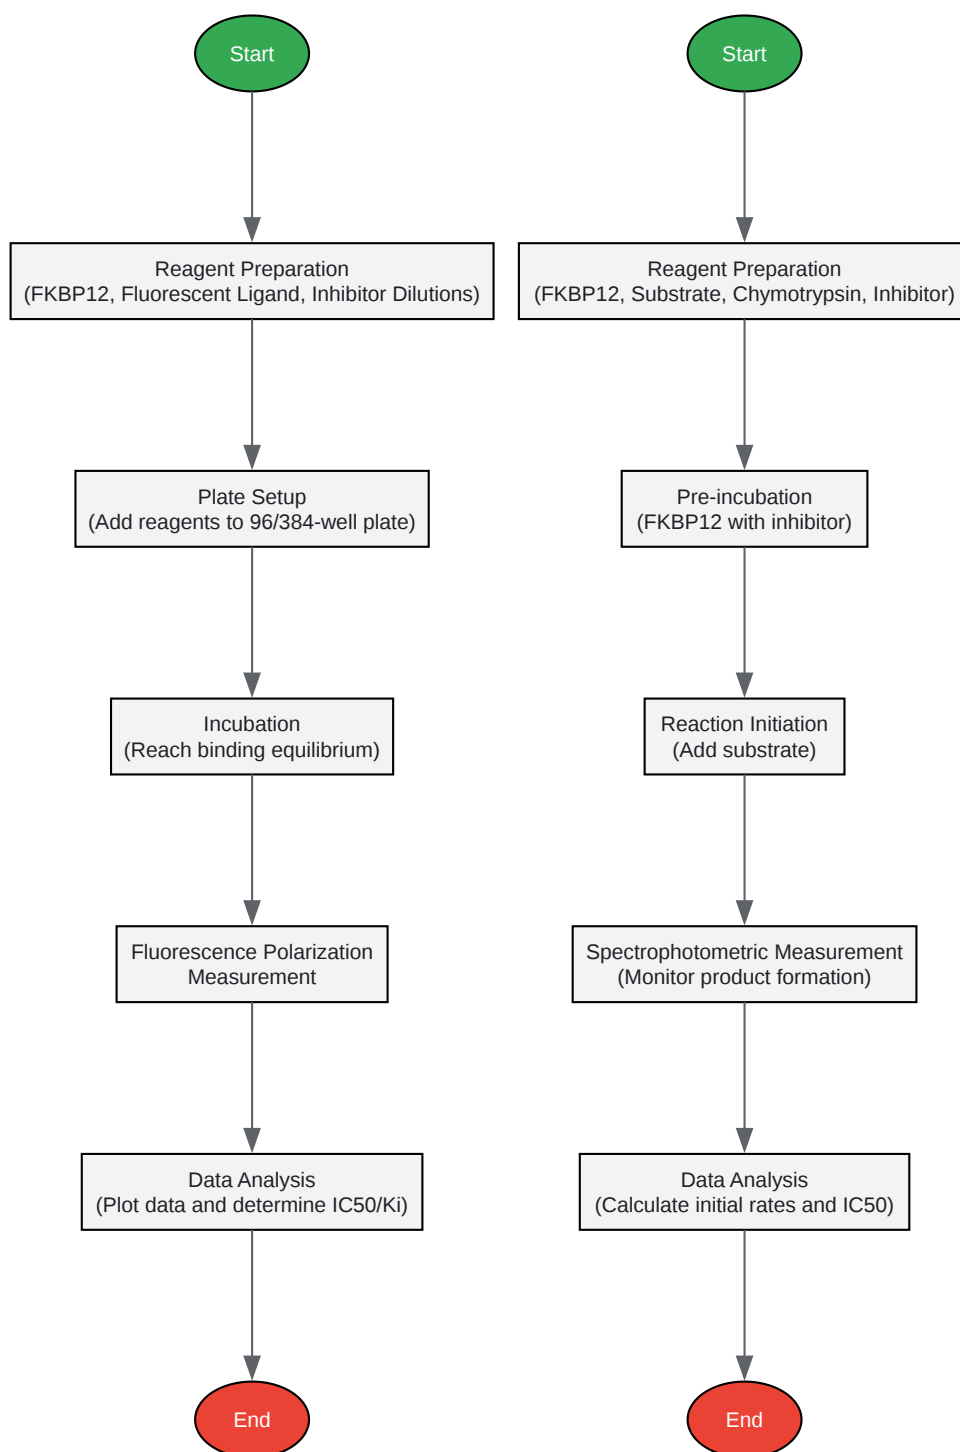 Start
Reagent Preparation
(FKBP12, Fluorescent Ligand, Inhibitor Dilutions)
Plate Setup
(Add reagents to 96/384-well plate)
Incubation
(Reach binding equilibrium)
Fluorescence Polarization
Measurement
Data Analysis
(Plot data and determine IC50/Ki)
End
Start
Reagent Preparation
(FKBP12, Substrate, Chymotrypsin, Inhibitor)
Pre-incubation
(FKBP12 with inhibitor)
Reaction Initiation
(Add substrate)
Spectrophotometric Measurement
(Monitor product formation)
Data Analysis
(Calculate initial rates and IC50)
End